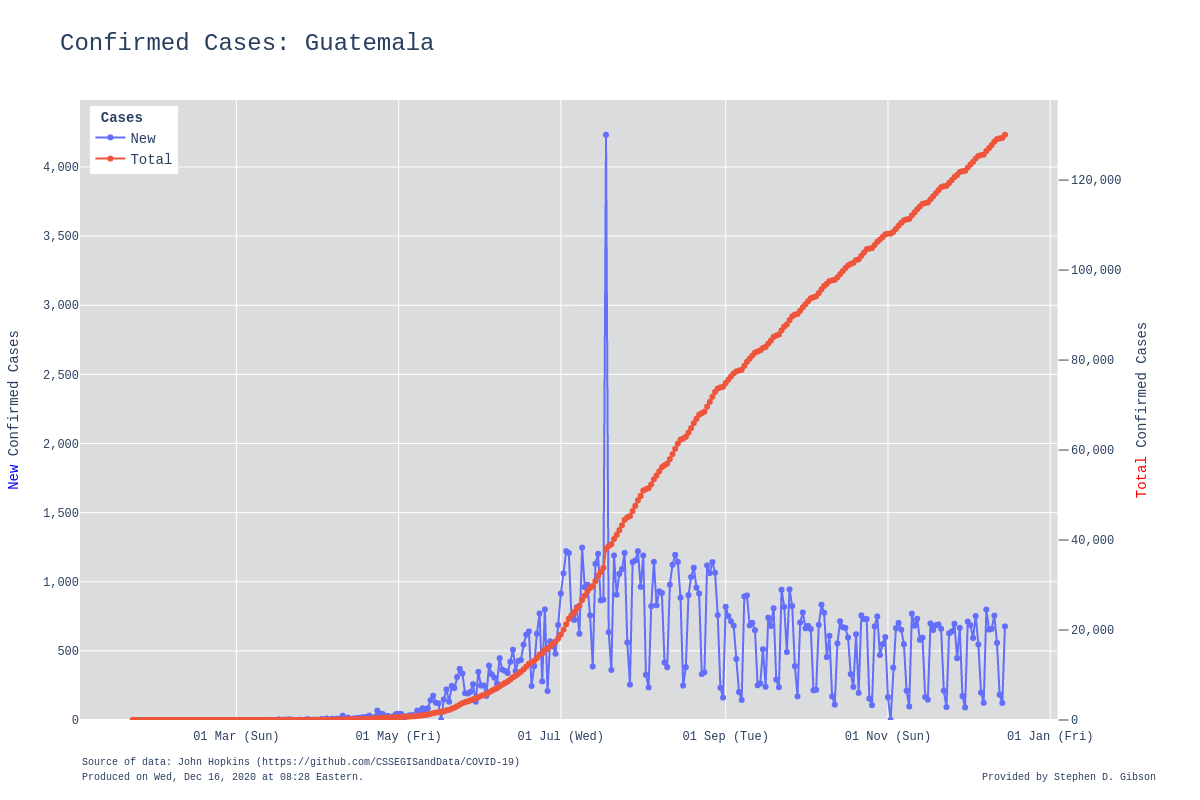 Confirmed Cases: Guatemala
Cases
New
Total
4,000
3,500
3,000
2,500
2,000
1,500
1,000
500
0
120,000
100,000
80,000
60,000
40,000
20,000
0
New Confirmed Cases
Total Confirmed Cases
01 Mar (Sun)
01 May (Fri)
01 Jul (Wed)
01 Sep (Tue)
01 Nov (Sun)
01 Jan (Fri)
Source of data: John Hopkins (https://github.com/CSSEGISandData/COVID-19)
Produced on Wed, Dec 16, 2020 at 08:28 Eastern.
Provided by Stephen D. Gibson